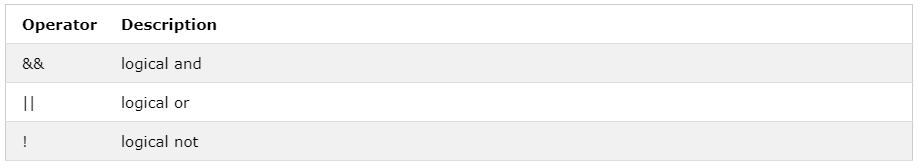 Operator Description
&& logical and
|| logical or
! logical not